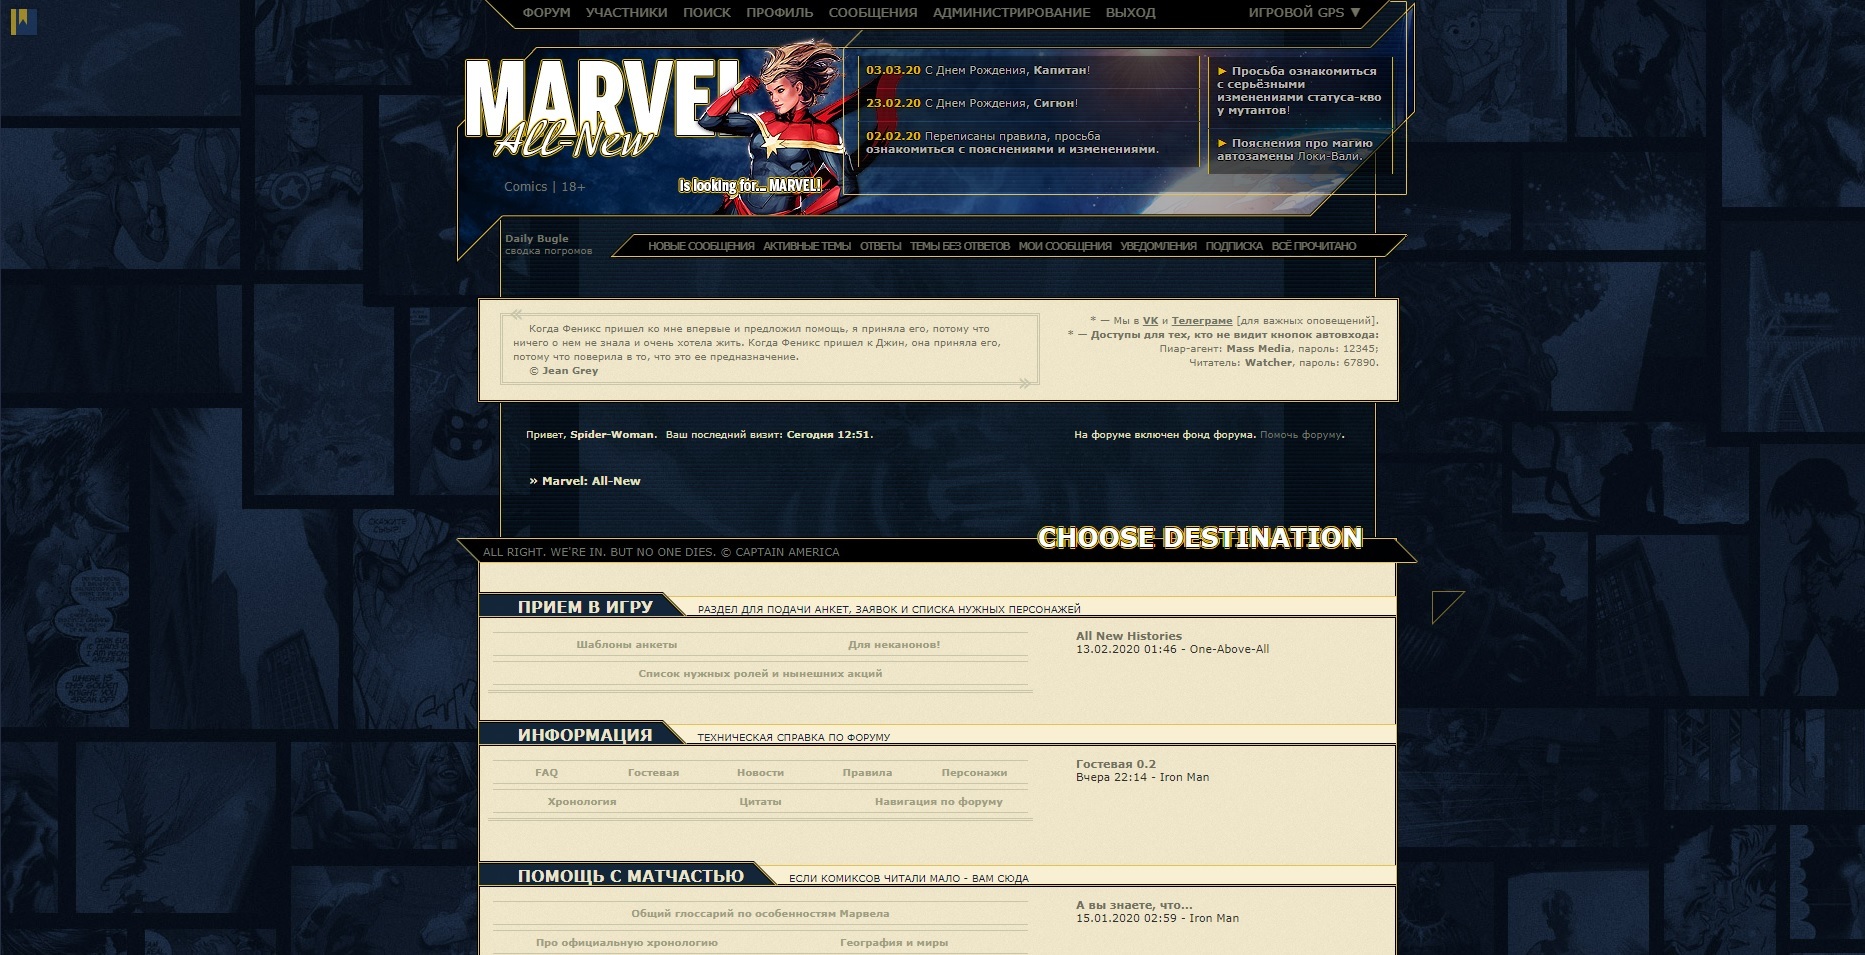 ФОРУМ УЧАСТНИКИ ПОИСК ПРОФИЛЬ СООБЩЕНИЯ АДМИНИСТРИРОВАНИЕ ВЫХОД ИГРОВОЙ GPS ▼
MARVEL
All-New
Comics | 18+
Is looking for... MARVEL!
03.03.20 С Днем Рождения, Капитан!
23.02.20 С Днем Рождения, Сигюн!
02.02.20 Переписаны правила, просьба
ознакомиться с пояснениями и изменениями.
► Просьба ознакомиться
с серьёзными
изменениями статуса-кво
у мутантов!
► Пояснения про магию
автозамены Локи-Вали.
Daily Bugle
сводка погромов
НОВЫЕ СООБЩЕНИЯ АКТИВНЫЕ ТЕМЫ ОТВЕТЫ ТЕМЫ БЕЗ ОТВЕТОВ МОИ СООБЩЕНИЯ УВЕДОМЛЕНИЯ ПОДПИСКА ВСЁ ПРОЧИТАНО
«
Когда Феникс пришел ко мне впервые и предложил помощь, я приняла его, потому что
ничего о нем не знала и очень хотела жить. Когда Феникс пришел к Джин, она приняла его,
потому что поверила в то, что это ее предназначение.
© Jean Grey
»
* — Мы в VK и Телеграме [для важных оповещений].
* — Доступы для тех, кто не видит кнопок автовхода:
Пиар-агент: Mass Media, пароль: 12345;
Читатель: Watcher, пароль: 67890.
Привет, Spider-Woman. Ваш последний визит: Сегодня 12:51.
На форуме включен фонд форума. Помочь форуму.
» Marvel: All-New
CHOOSE DESTINATION
ALL RIGHT. WE'RE IN. BUT NO ONE DIES. © CAPTAIN AMERICA
ПРИЕМ В ИГРУ РАЗДЕЛ ДЛЯ ПОДАЧИ АНКЕТ, ЗАЯВОК И СПИСКА НУЖНЫХ ПЕРСОНАЖЕЙ
Шаблоны анкеты Для неканонов!
Список нужных ролей и нынешних акций
All New Histories
13.02.2020 01:46 - One-Above-All
ИНФОРМАЦИЯ ТЕХНИЧЕСКАЯ СПРАВКА ПО ФОРУМУ
FAQ Гостевая Новости Правила Персонажи
Хронология Цитаты Навигация по форуму
Гостевая 0.2
Вчера 22:14 - Iron Man
ПОМОЩЬ С МАТЧАСТЬЮ ЕСЛИ КОМИКСОВ ЧИТАЛИ МАЛО - ВАМ СЮДА
Общий глоссарий по особенностям Марвела
Про официальную хронологию География и миры
А вы знаете, что...
15.01.2020 02:59 - Iron Man